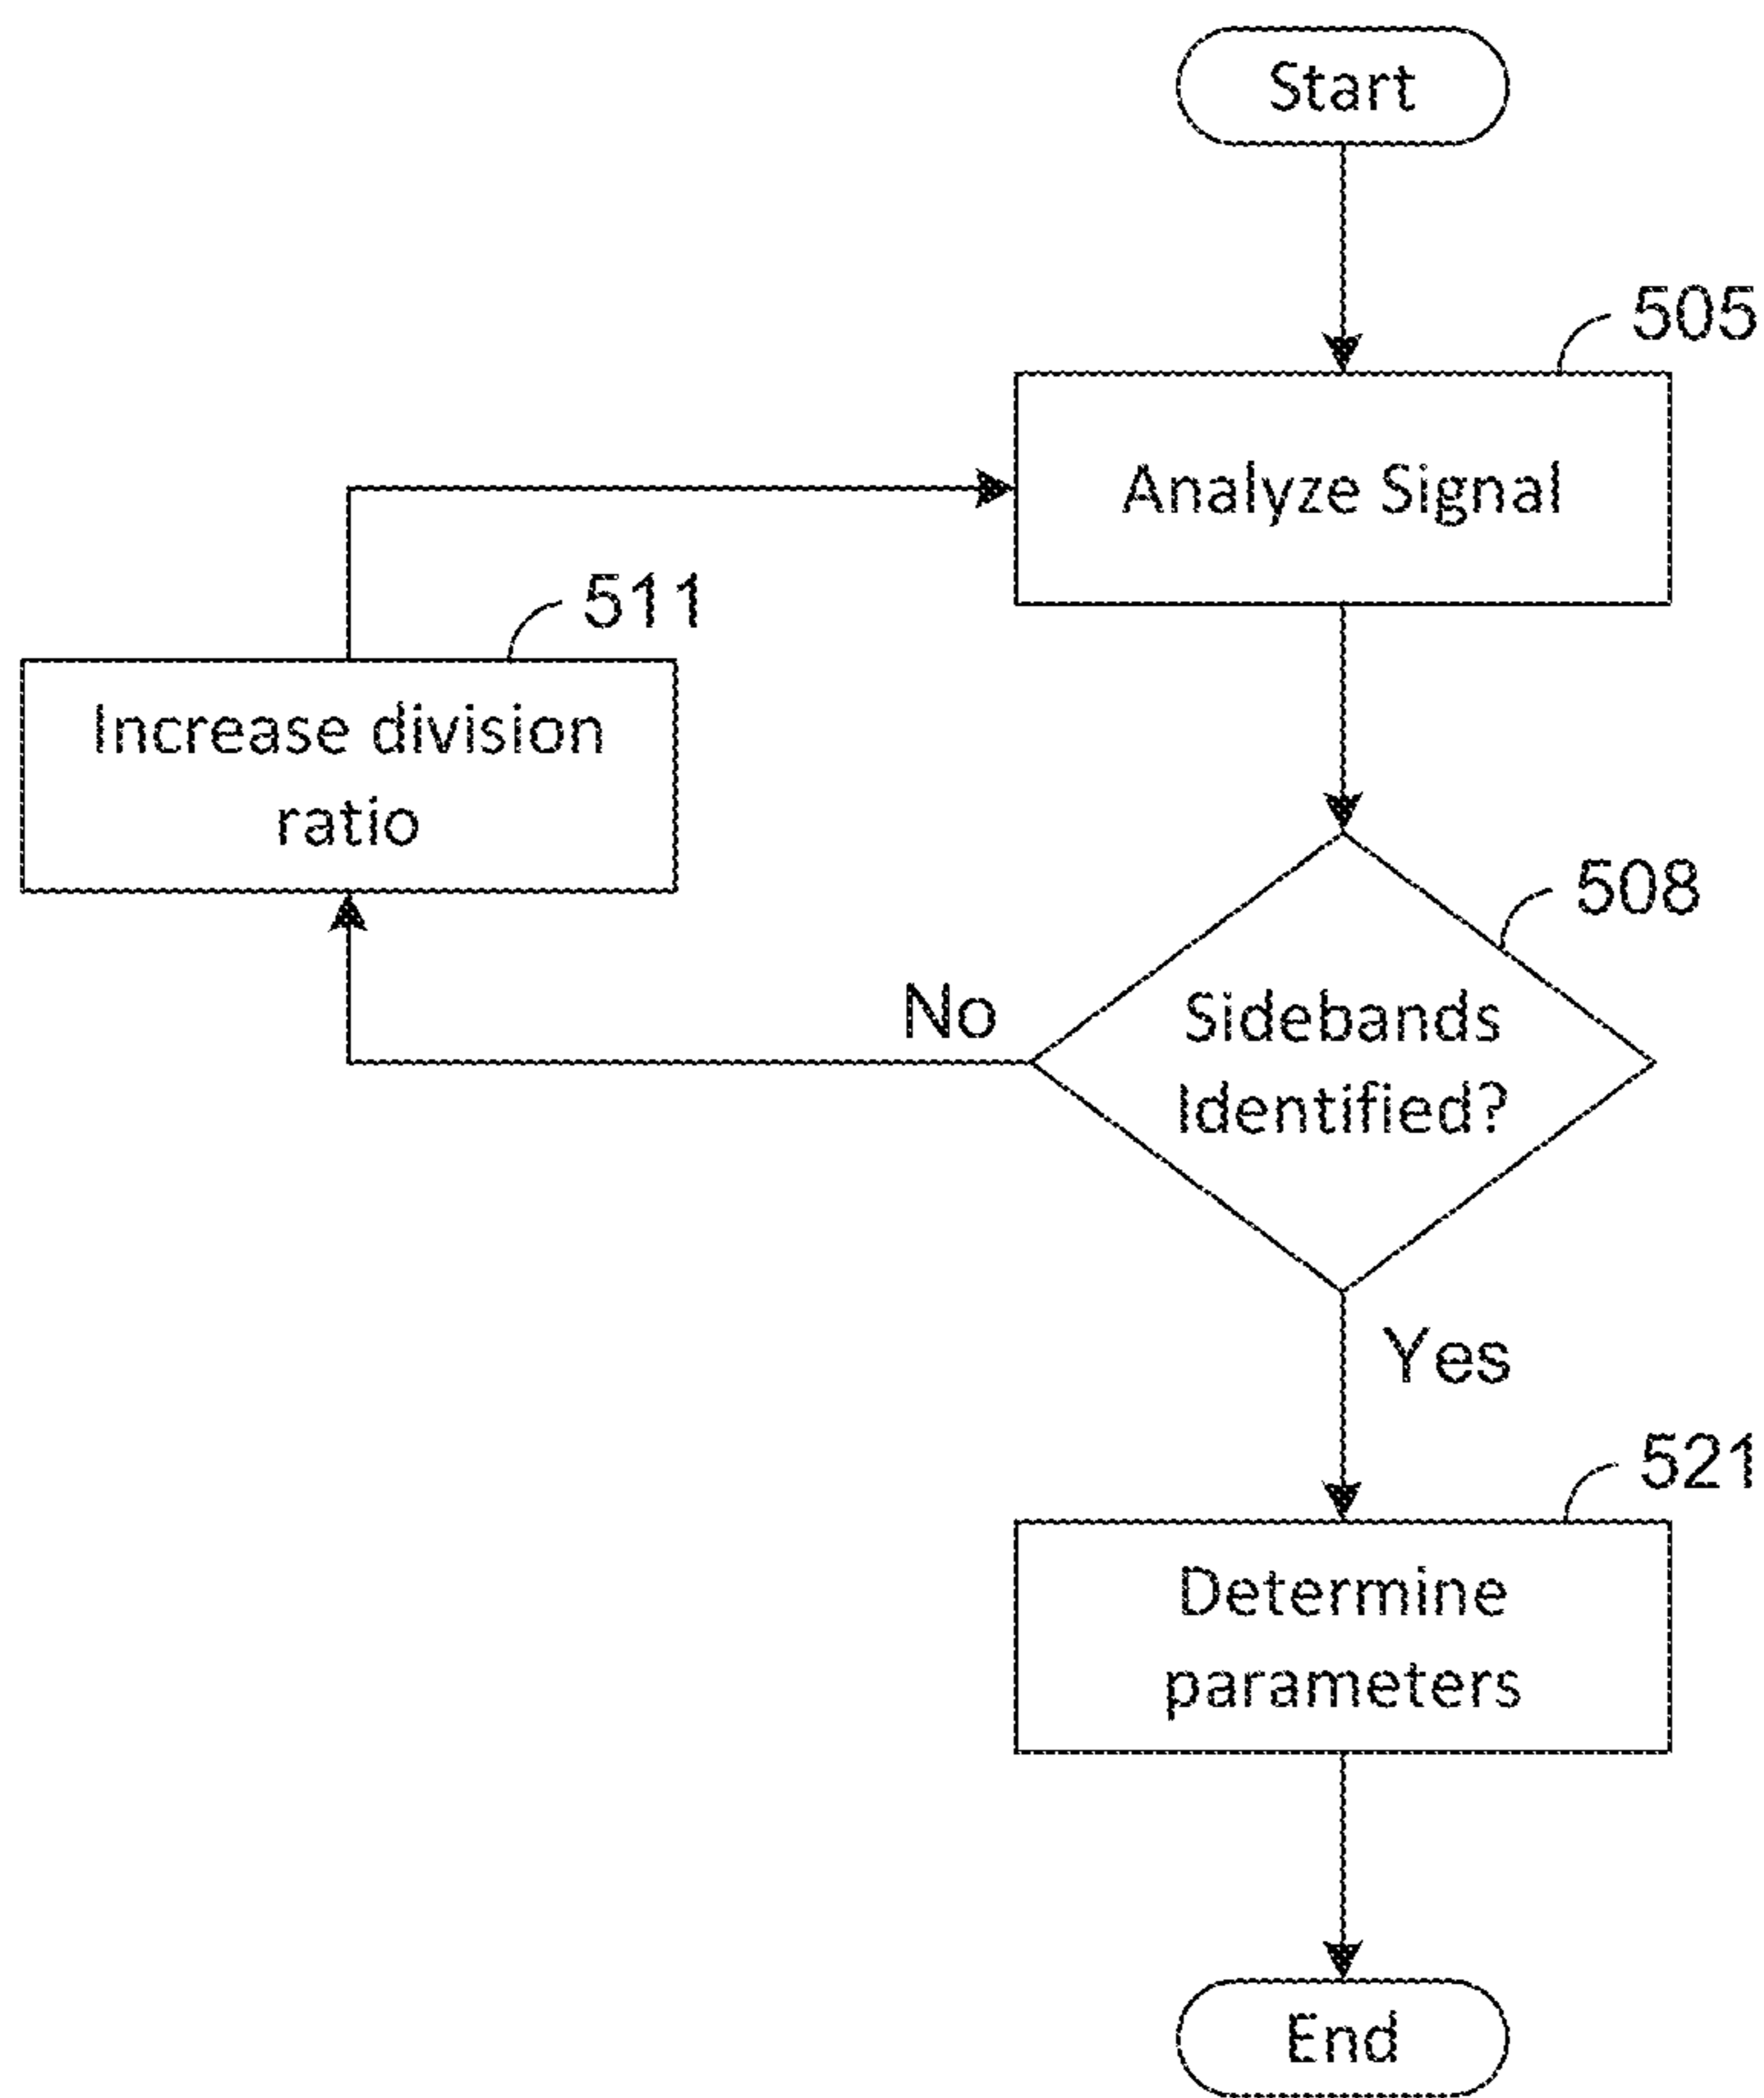 Start
505
Analyze Signal
511
Increase division
ratio
508
No
Sidebands
Identified?
Yes
521
Determine
parameters
End